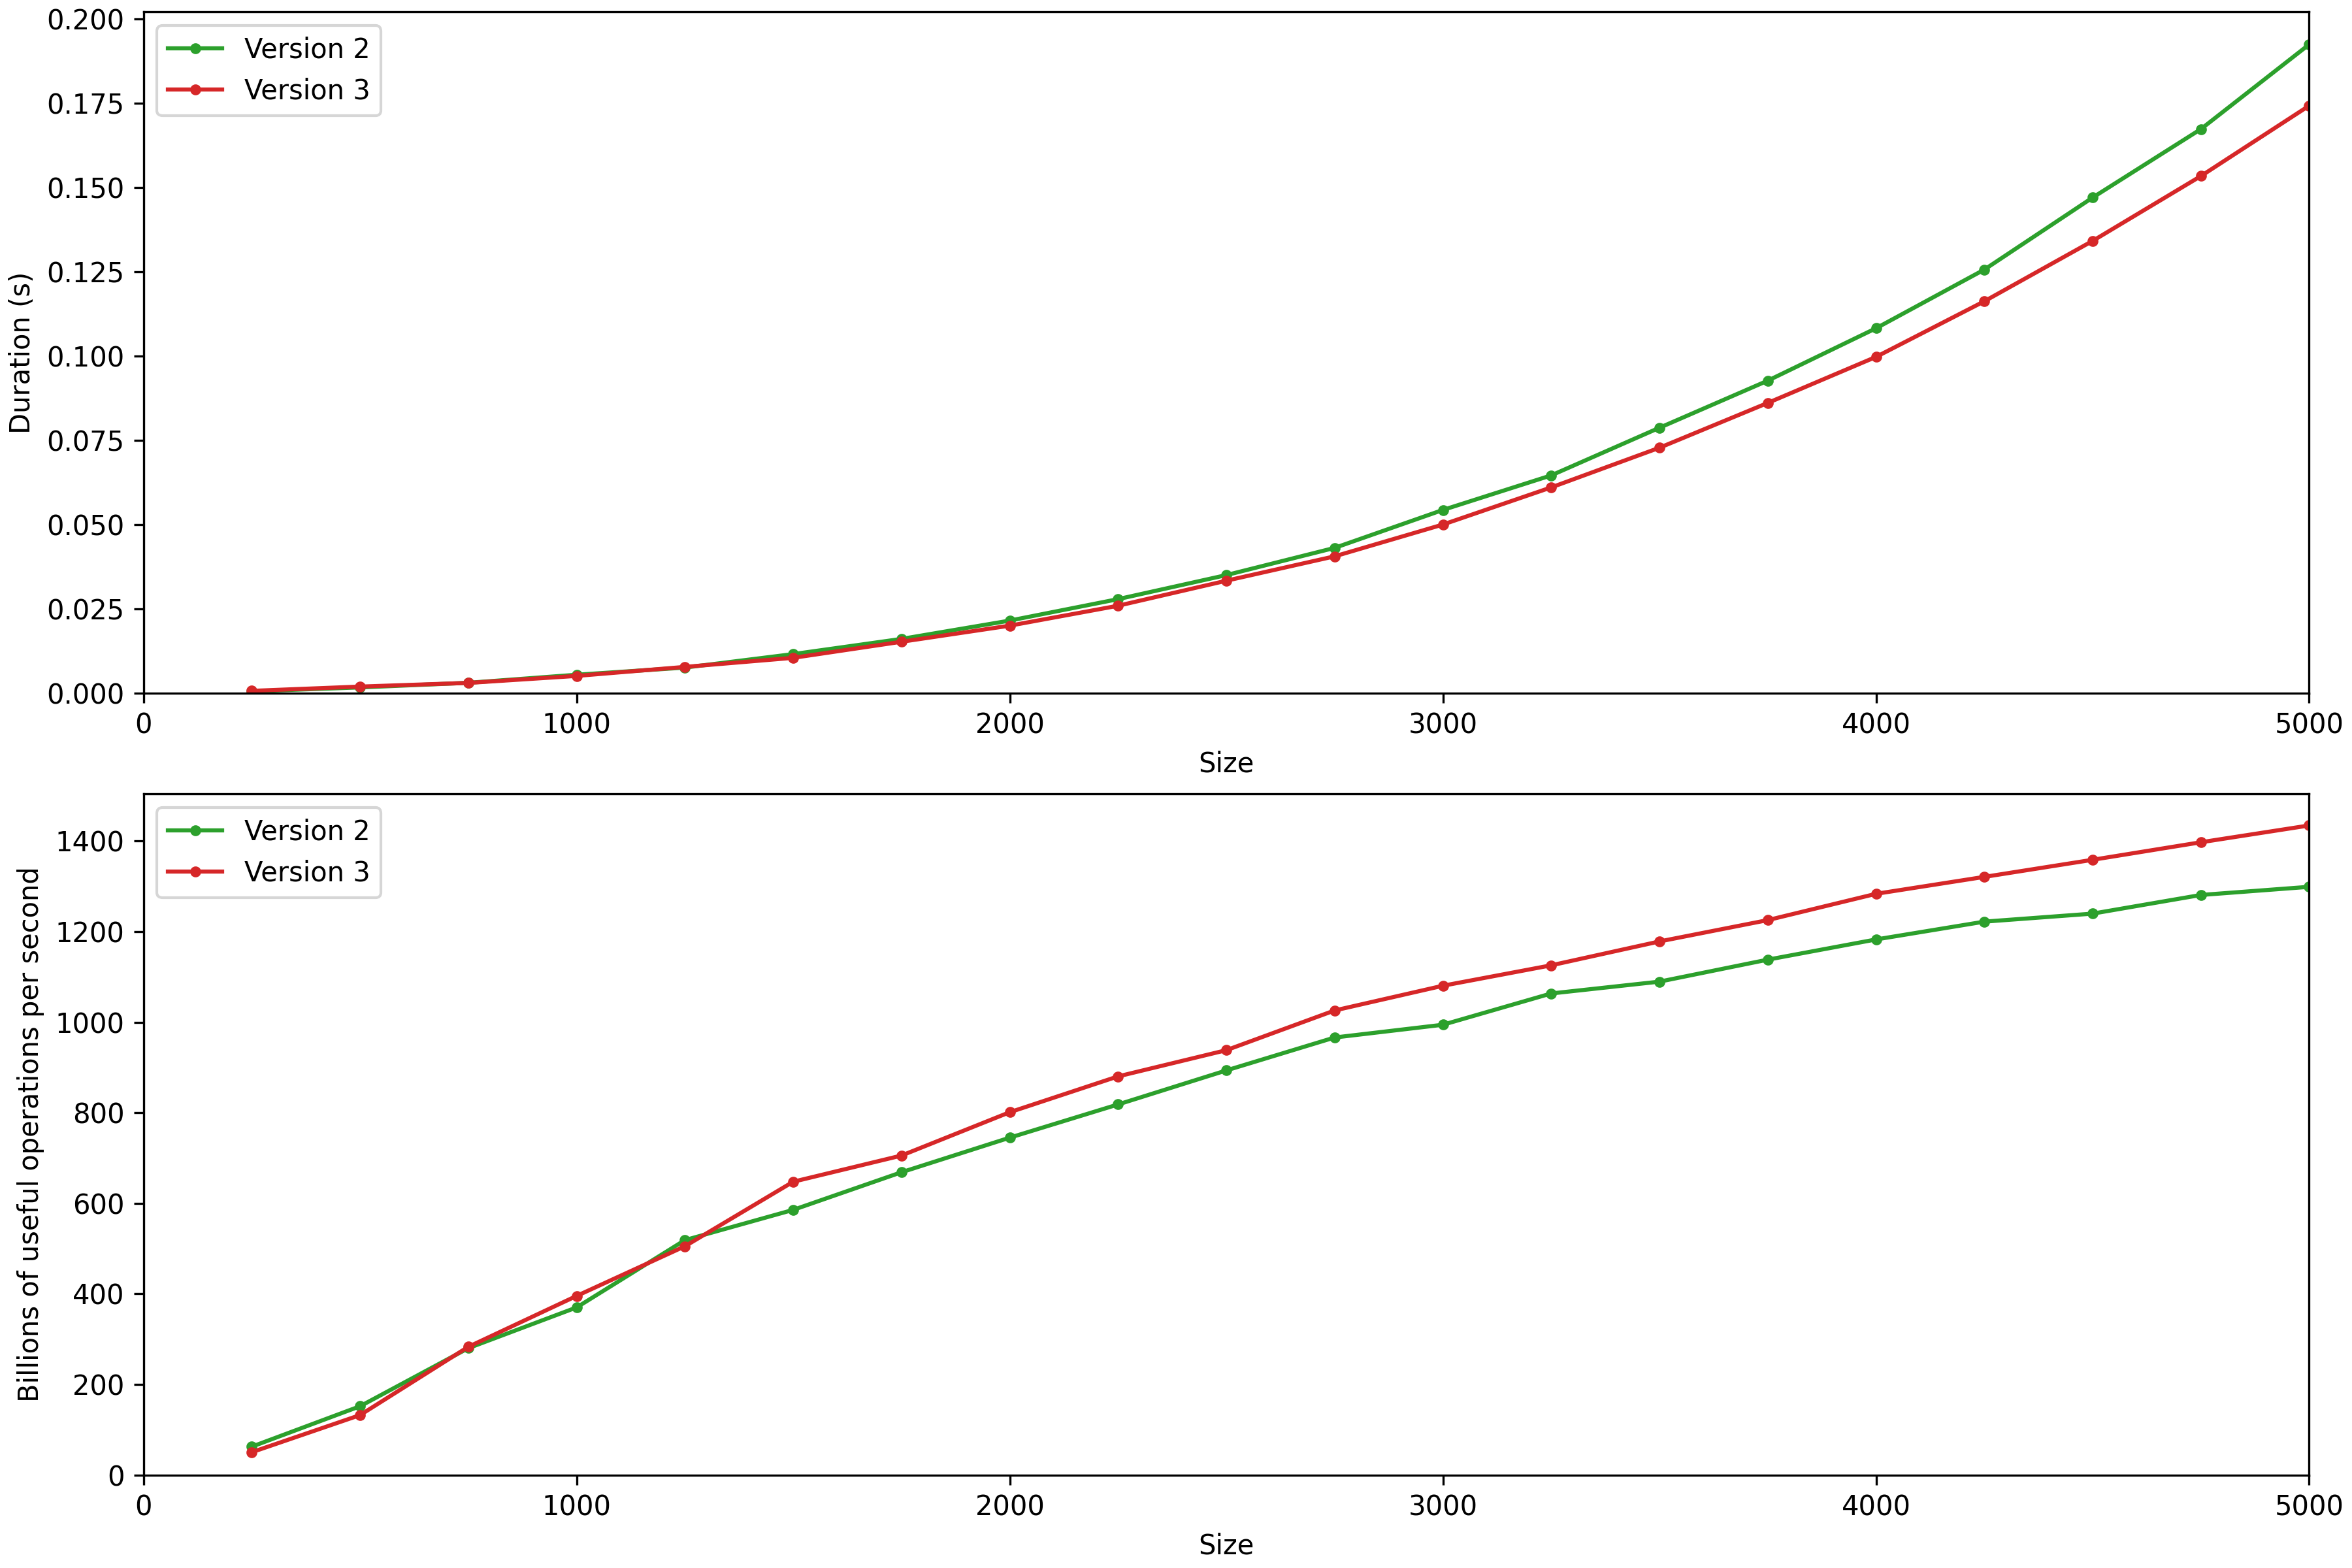 0.200
0.175
0.150
0.125
0.100
0.075
0.050
0.025
0.000
Duration (s)
Version 2
Version 3
0 1000 2000 3000 4000 5000
Size
1400
1200
1000
800
600
400
200
0
Billions of useful operations per second
Version 2
Version 3
0 1000 2000 3000 4000 5000
Size